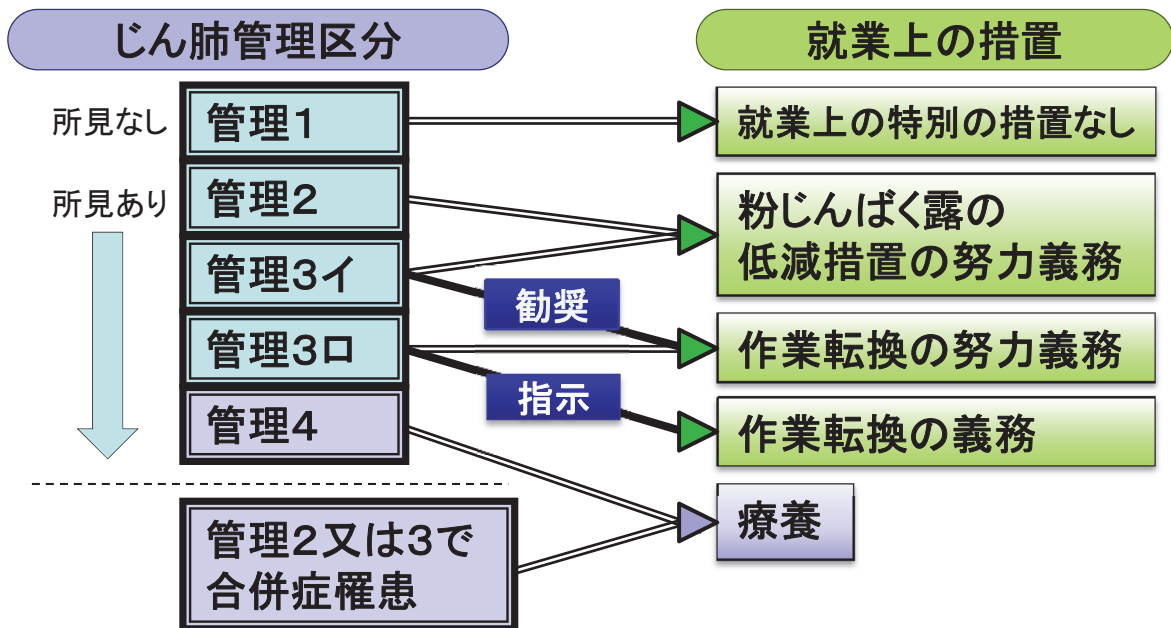 じん肺管理区分
就業上の措置
所見なし
管理1
就業上の特別の措置なし
所見あり
管理2
粉じんばく露の
低減措置の努力義務
管理3イ
勧奨
管理3ロ
作業転換の努力義務
指示
管理4
作業転換の義務
療養
管理2又は3で
合併症罹患